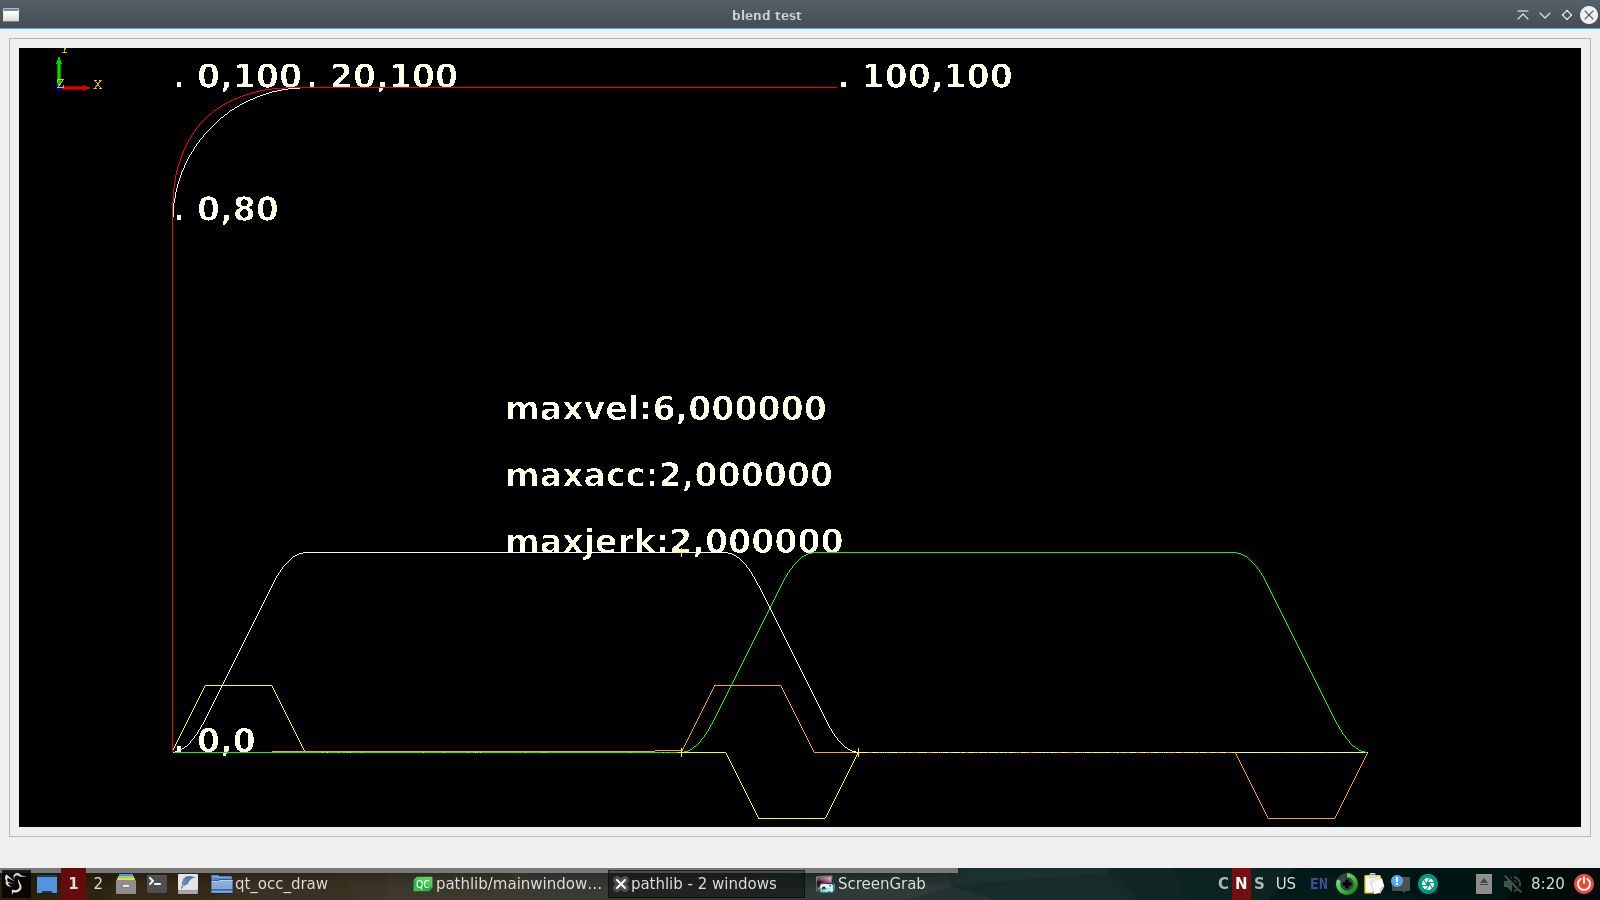 blend test
Y
Z X
. 0,100 . 20,100 . 100,100
. 0,80
maxvel:6,000000
maxacc:2,000000
maxjerk:2,000000
. 0,0
1 2 qt_occ_draw QC pathlib/mainwindow... pathlib - 2 windows ScreenGrab C N S US EN 8:20